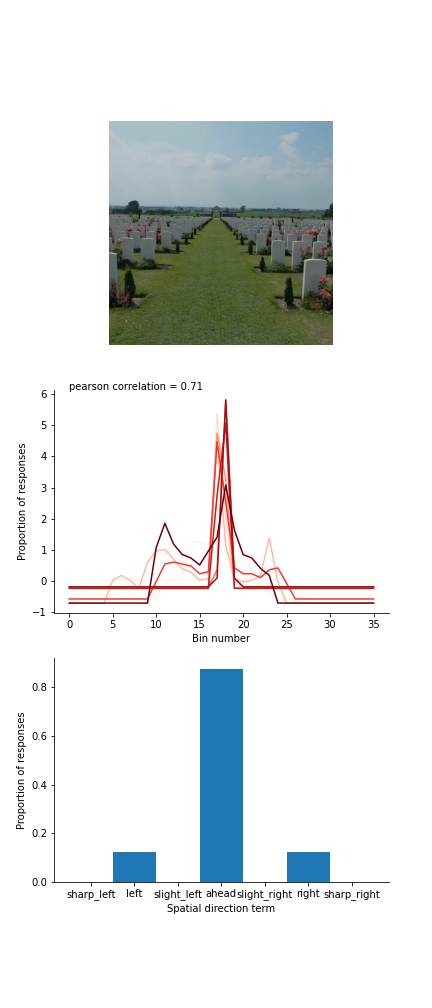 pearson correlation = 0.71
6
5
4
3
2
1
0
−1
Proportion of responses
0 5 10 15 20 25 30 35
Bin number
0.8
0.6
0.4
0.2
0.0
Proportion of responses
sharp_left left slight_left ahead slight_right right sharp_right
Spatial direction term